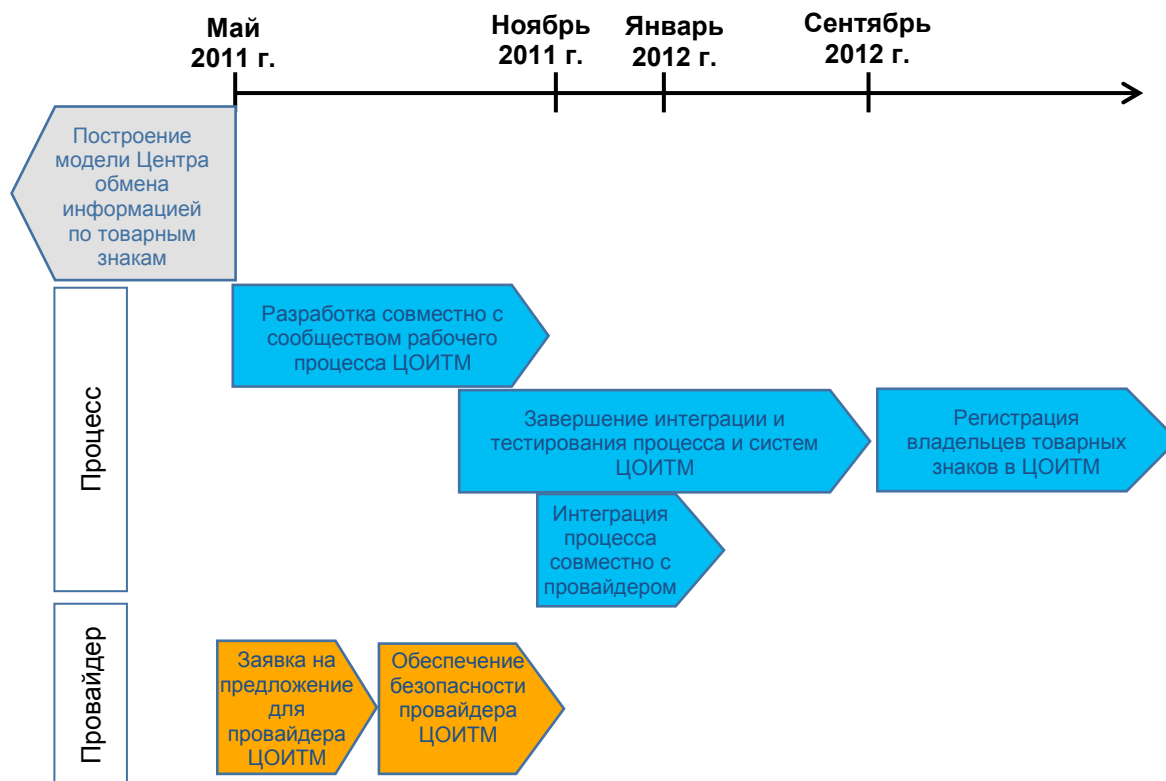 Май
2011 г.
Ноябрь
2011 г.
Январь
2012 г.
Сентябрь
2012 г.
Построение
модели Центра
обмена
информацией
по товарным
знакам
Процесс
Разработка совместно с
сообществом рабочего
процесса ЦОИТМ
Завершение интеграции и
тестирования процесса и систем
ЦОИТМ
Регистрация
владельцев товарных
знаков в ЦОИТМ
Интеграция
процесса
совместно с
провайдером
Провайдер
Заявка на
предложение
для
провайдера
ЦОИТМ
Обеспечение
безопасности
провайдера
ЦОИТМ